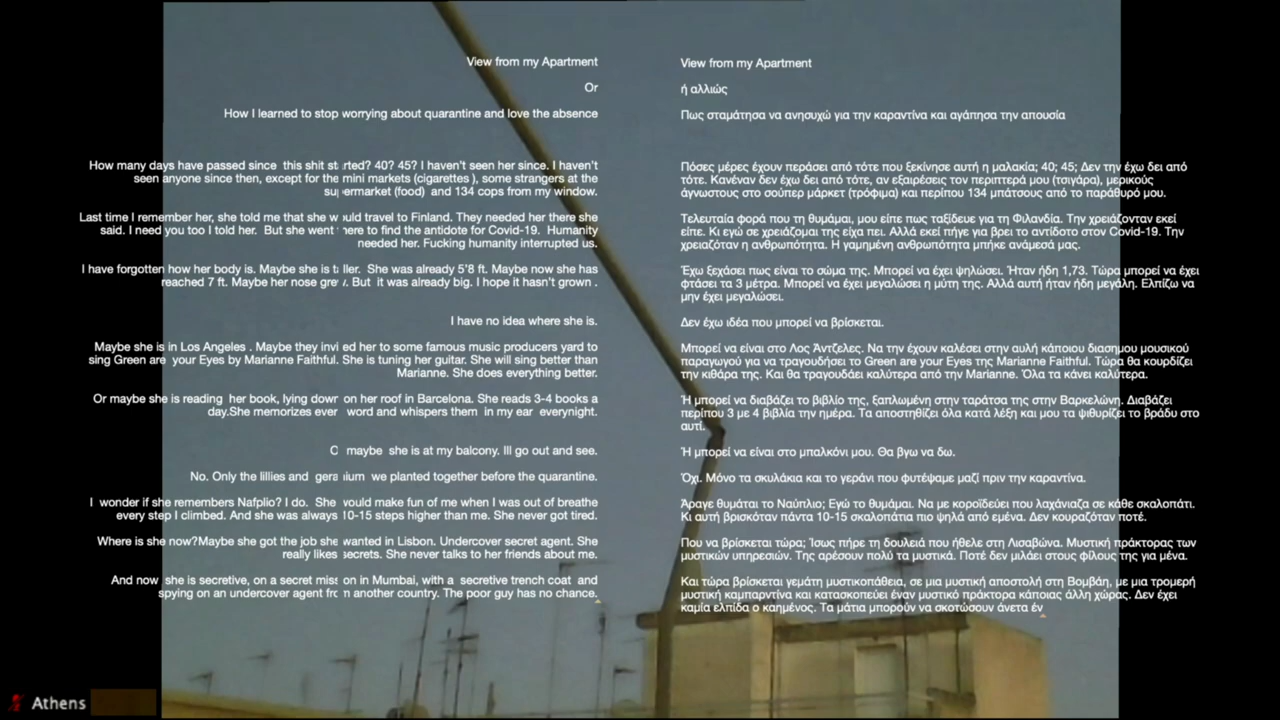 View from my Apartment
Or
How I learned to stop worrying about quarantine and love the absence
How many days have passed since this shit st rted? 40? 45? I haven't seen her since. I haven't
seen anyone since then, except for the mini markets (cigarettes ), some strangers at the
su ermarket (food) and 134 cops from my window.
Last time I remember her, she told me that she w uld travel to Finland. They needed her there she
said. I need you too I told her. But she went here to find the antidote for Covid-19. Humanity
needed her. Fucking humanity interrupted us.
I have forgotten how her body is. Maybe she is t ller. She was already 5'8 ft. Maybe now she has
reached 7 ft. Maybe her nose grew. But it was already big. I hope it hasn't grown .
I have no idea where she is.
Maybe she is in Los Angeles . Maybe they invi ed her to some famous music producers yard to
sing Green are your Eyes by Marianne Faithful. She is tuning her guitar. She will sing better than
Marianne. She does everything better.
Or maybe she is reading her book, lying down on her roof in Barcelona. She reads 3-4 books a
day.She memorizes ever word and whispers them in my ear everynight.
O maybe she is at my balcony. Ill go out and see.
No. Only the lillies and gera ium we planted together before the quarantine.
I wonder if she remembers Nafplio? I do. She would make fun of me when I was out of breathe
every step I climbed. And she was always 10-15 steps higher than me. She never got tired.
Where is she now?Maybe she got the job she wanted in Lisbon. Undercover secret agent. She
really likes secrets. She never talks to her friends about me.
And now she is secretive, on a secret miss on in Mumbai, with a secretive trench coat and
spying on an undercover agent fr m another country. The poor guy has no chance.
View from my Apartment
ή αλλιώς
Πως σταμάτησα να ανησυχώ για την καραντίνα και αγάπησα την απουσία
Πόσες μέρες έχουν περάσει από τότε που ξεκίνησε αυτή η μαλακία; 40; 45; Δεν την έχω δει από
τότε. Κανέναν δεν έχω δει από τότε, αν εξαιρέσεις τον περιπτερά μου (τσιγάρα), μερικούς
άγνωστους στο σούπερ μάρκετ (τρόφιμα) και περίπου 134 μπάτσους από το παράθυρό μου.
Τελευταία φορά που τη θυμάμαι, μου είπε πως ταξίδευε για τη Φιλανδία. Την χρειάζονταν εκεί
είπε. Κι εγώ σε χρειάζομαι της είχα πει. Αλλά εκεί πήγε για βρει το αντίδοτο στον Covid-19. Την
χρειαζόταν η ανθρωπότητα. Η γαμημένη ανθρωπότητα μπήκε ανάμεσά μας.
Έχω ξεχάσει πως είναι το σώμα της. Μπορεί να έχει ψηλώσει. Ήταν ήδη 1,73. Τώρα μπορεί να έχει
φτάσει τα 3 μέτρα. Μπορεί να έχει μεγαλώσει η μύτη της. Αλλά αυτή ήταν ήδη μεγάλη. Ελπίζω να
μην έχει μεγαλώσει.
Δεν έχω ιδέα που μπορεί να βρίσκεται.
Μπορεί να είναι στο Λος Άντζελες. Να την έχουν καλέσει στην αυλή κάποιου διασημου μουσικού
παραγωγού για να τραγουδήσει το Green are your Eyes της Marianne Faithful. Τώρα θα κουρδίζει
την κιθάρα της. Και θα τραγουδάει καλύτερα από την Marianne. Όλα τα κάνει καλύτερα.
Ή μπορεί να διαβάζει το βιβλίο της, ξαπλωμένη στην ταράτσα της στην Βαρκελώνη. Διαβάζει
περίπου 3 με 4 βιβλία την ημέρα. Τα αποστηθίζει όλα κατά λέξη και μου τα ψιθυρίζει το βράδυ στο
αυτί.
Ή μπορεί να είναι στο μπαλκόνι μου. Θα βγω να δω.
Όχι. Μόνο τα σκυλάκια και το γεράνι που φυτέψαμε μαζί πριν την καραντίνα.
Άραγε θυμάται το Ναύπλιο; Εγώ το θυμάμαι. Να με κοροϊδεύει που λαχάνιαζα σε κάθε σκαλοπάτι.
Κι αυτή βρισκόταν πάντα 10-15 σκαλοπάτια πιο ψηλά από εμένα. Δεν κουραζόταν ποτέ.
Που να βρίσκεται τώρα; Ίσως πήρε τη δουλειά που ήθελε στη Λισαβώνα. Μυστική πράκτορας των
μυστικών υπηρεσιών. Της αρέσουν πολύ τα μυστικά. Ποτέ δεν μιλάει στους φίλους της για μένα.
Και τώρα βρίσκεται γεμάτη μυστικοπάθεια, σε μια μυστική αποστολή στη Βομβάη, με μια τρομερή
μυστική καμπαρντίνα και κατασκοπεύει έναν μυστικό πράκτορα κάποιας άλλη χώρας. Δεν έχει
καμία ελπίδα ο καημένος. Τα μάτια μπορούν να σκοτώσουν άνετα έν
Athens